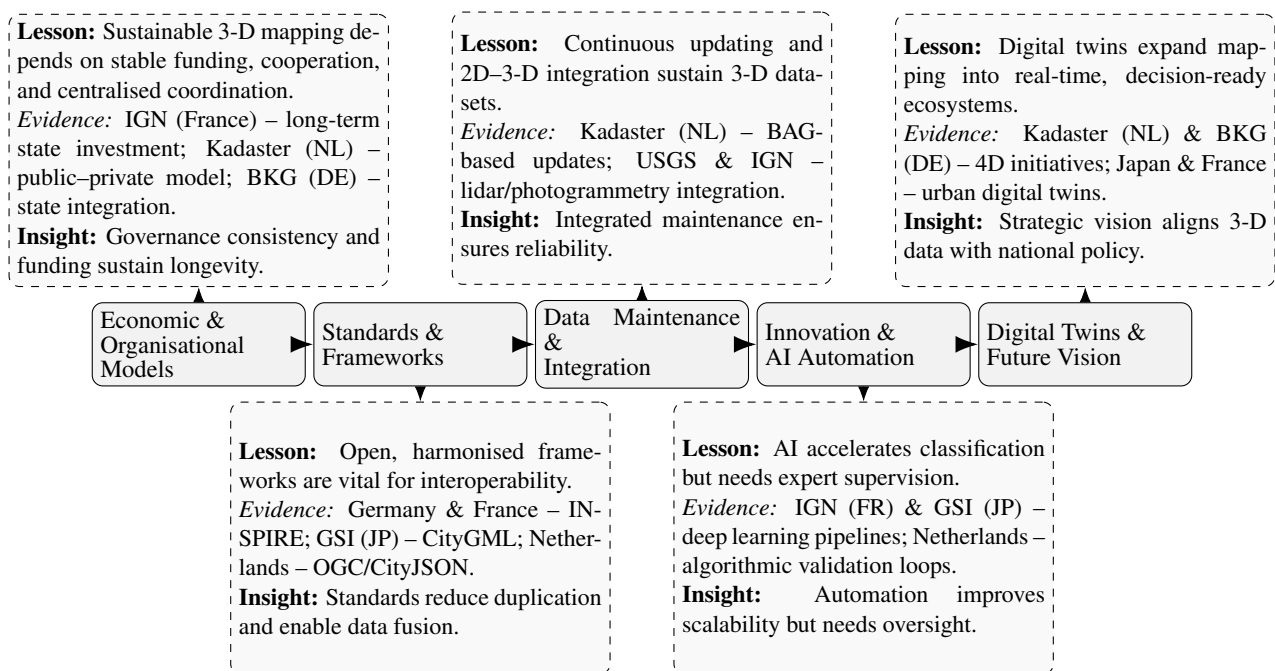 Lesson: Sustainable 3-D mapping de-
pends on stable funding, cooperation,
and centralised coordination.
Evidence: IGN (France) – long-term
state investment; Kadaster (NL) –
public–private model; BKG (DE) –
state integration.
Insight: Governance consistency and
funding sustain longevity.
Lesson: Continuous updating and
2D–3-D integration sustain 3-D data-
sets.
Evidence: Kadaster (NL) – BAG-
based updates; USGS & IGN –
lidar/photogrammetry integration.
Insight: Integrated maintenance en-
sures reliability.
Lesson: Digital twins expand map-
ping into real-time, decision-ready
ecosystems.
Evidence: Kadaster (NL) & BKG
(DE) – 4D initiatives; Japan & France
– urban digital twins.
Insight: Strategic vision aligns 3-D
data with national policy.
Economic &
Organisational
Models
Standards &
Frameworks
Data Maintenance
&
Integration
Innovation &
AI Automation
Digital Twins &
Future Vision
Lesson: Open, harmonised frame-
works are vital for interoperability.
Evidence: Germany & France – IN-
SPIRE; GSI (JP) – CityGML; Nether-
lands – OGC/CityJSON.
Insight: Standards reduce duplication
and enable data fusion.
Lesson: AI accelerates classification
but needs expert supervision.
Evidence: IGN (FR) & GSI (JP) –
deep learning pipelines; Netherlands –
algorithmic validation loops.
Insight: Automation improves
scalability but needs oversight.